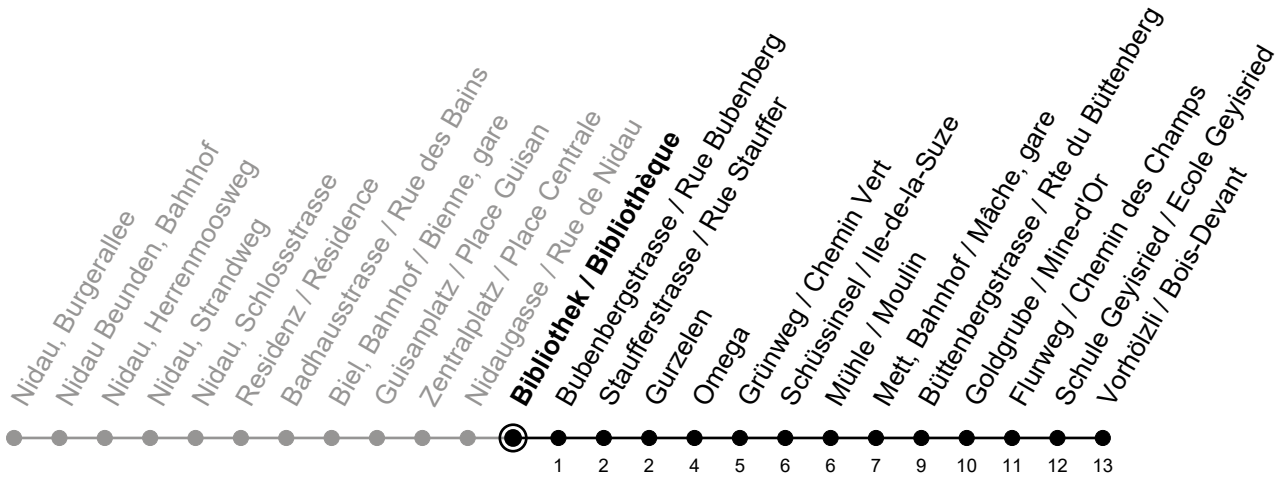 Nidau, Burgerallee
Nidau Beunden, Bahnhof
Nidau, Herrenmoosweg
Nidau, Strandweg
Nidau, Schlossstrasse
Residenz / Résidence
Badhausstrasse / Rue des Bains
Biel, Bahnhof / Bienne, gare
Guisanplatz / Place Guisan
Zentralplatz / Place Centrale
Nidaugasse / Rue de Nidau
Bibliothek / Bibliothèque
Bubenbergstrasse / Rue Bubenberg
Staufferstrasse / Rue Stauffer
Gurzelen
Omega
Grünweg / Chemin Vert
Schüssinsel / Ile-de-la-Suze
Mühle / Moulin
Mett, Bahnhof / Mâche, gare
Büttenbergstrasse / Rte du Büttenberg
Goldgrube / Mine-d'Or
Flurweg / Chemin des Champs
Schule Geyisried / Ecole Geyisried
Vorhölzli / Bois-Devant
1 2 2 4 5 6 6 7 9 10 11 12 13